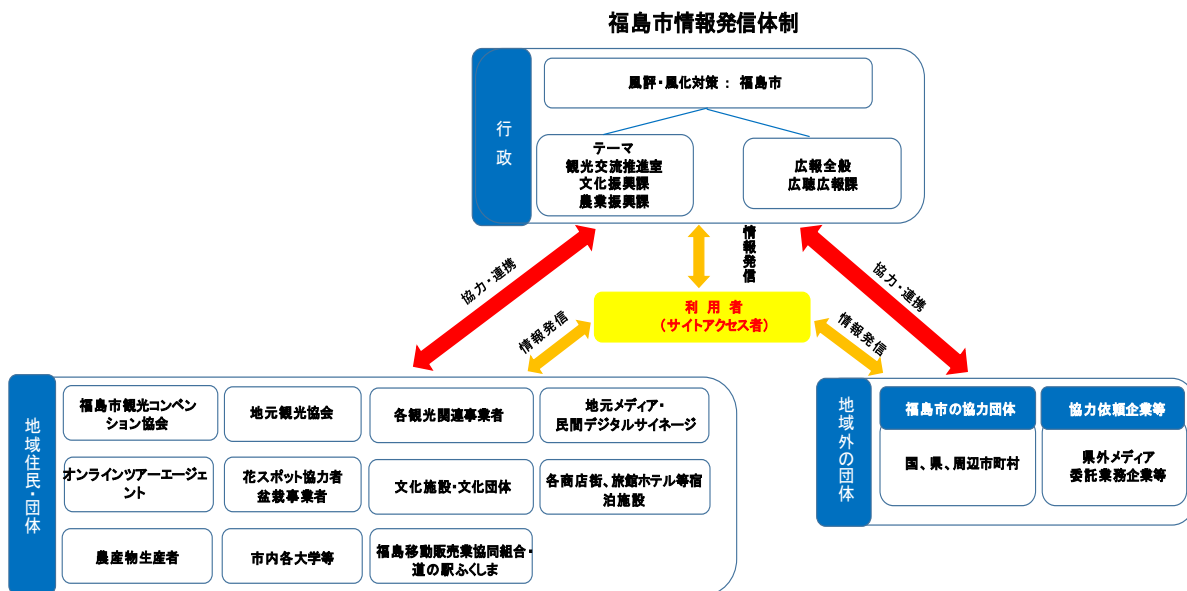 福島市情報発信体制
行政
風評・風化対策 ： 福島市
テーマ
観光交流推進室
文化振興課
農業振興課
広報全般
広聴広報課
協力・連携
情報発信
協力・連携
利 用 者
（サイトアクセス者）
情報発信
情報発信
地域住民・団体
福島市観光コンベン
ション協会
地元観光協会
各観光関連事業者
地元メディア・
民間デジタルサイネージ
オンラインツアーエージェ
ント
花スポット協力者
盆栽事業者
文化施設・文化団体
各商店街、旅館ホテル等宿
泊施設
農産物生産者
市内各大学等
福島移動販売業協同組合・
道の駅ふくしま
地域外の団体
福島市の協力団体
国、県、周辺市町村
協力依頼企業等
県外メディア
委託業務企業等